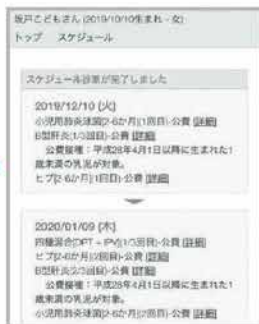 坂戸こどもさん (2019/10/10生まれ - 女)
トップ スケジュール
スケジュール診断が完了しました
2019/12/10 (火)
小児用肺炎球菌[2-6か月](1回目)-公費 [詳細]
B型肝炎(1/3回目)-公費 [詳細]
公費接種：平成28年4月1日以降に生まれた1
歳未満の乳児が対象。
ヒブ[2-6か月](1回目)-公費 [詳細]
2020/01/09 (木)
四種混合(DPT＋IPV)(1/3回目)-公費 [詳細]
ヒブ[2-6か月](2回目)-公費 [詳細]
B型肝炎(2/3回目)-公費 [詳細]
公費接種：平成28年4月1日以降に生まれた1
歳未満の乳児が対象。
小児用肺炎球菌[2-6か月](2回目)-公費 [詳細]